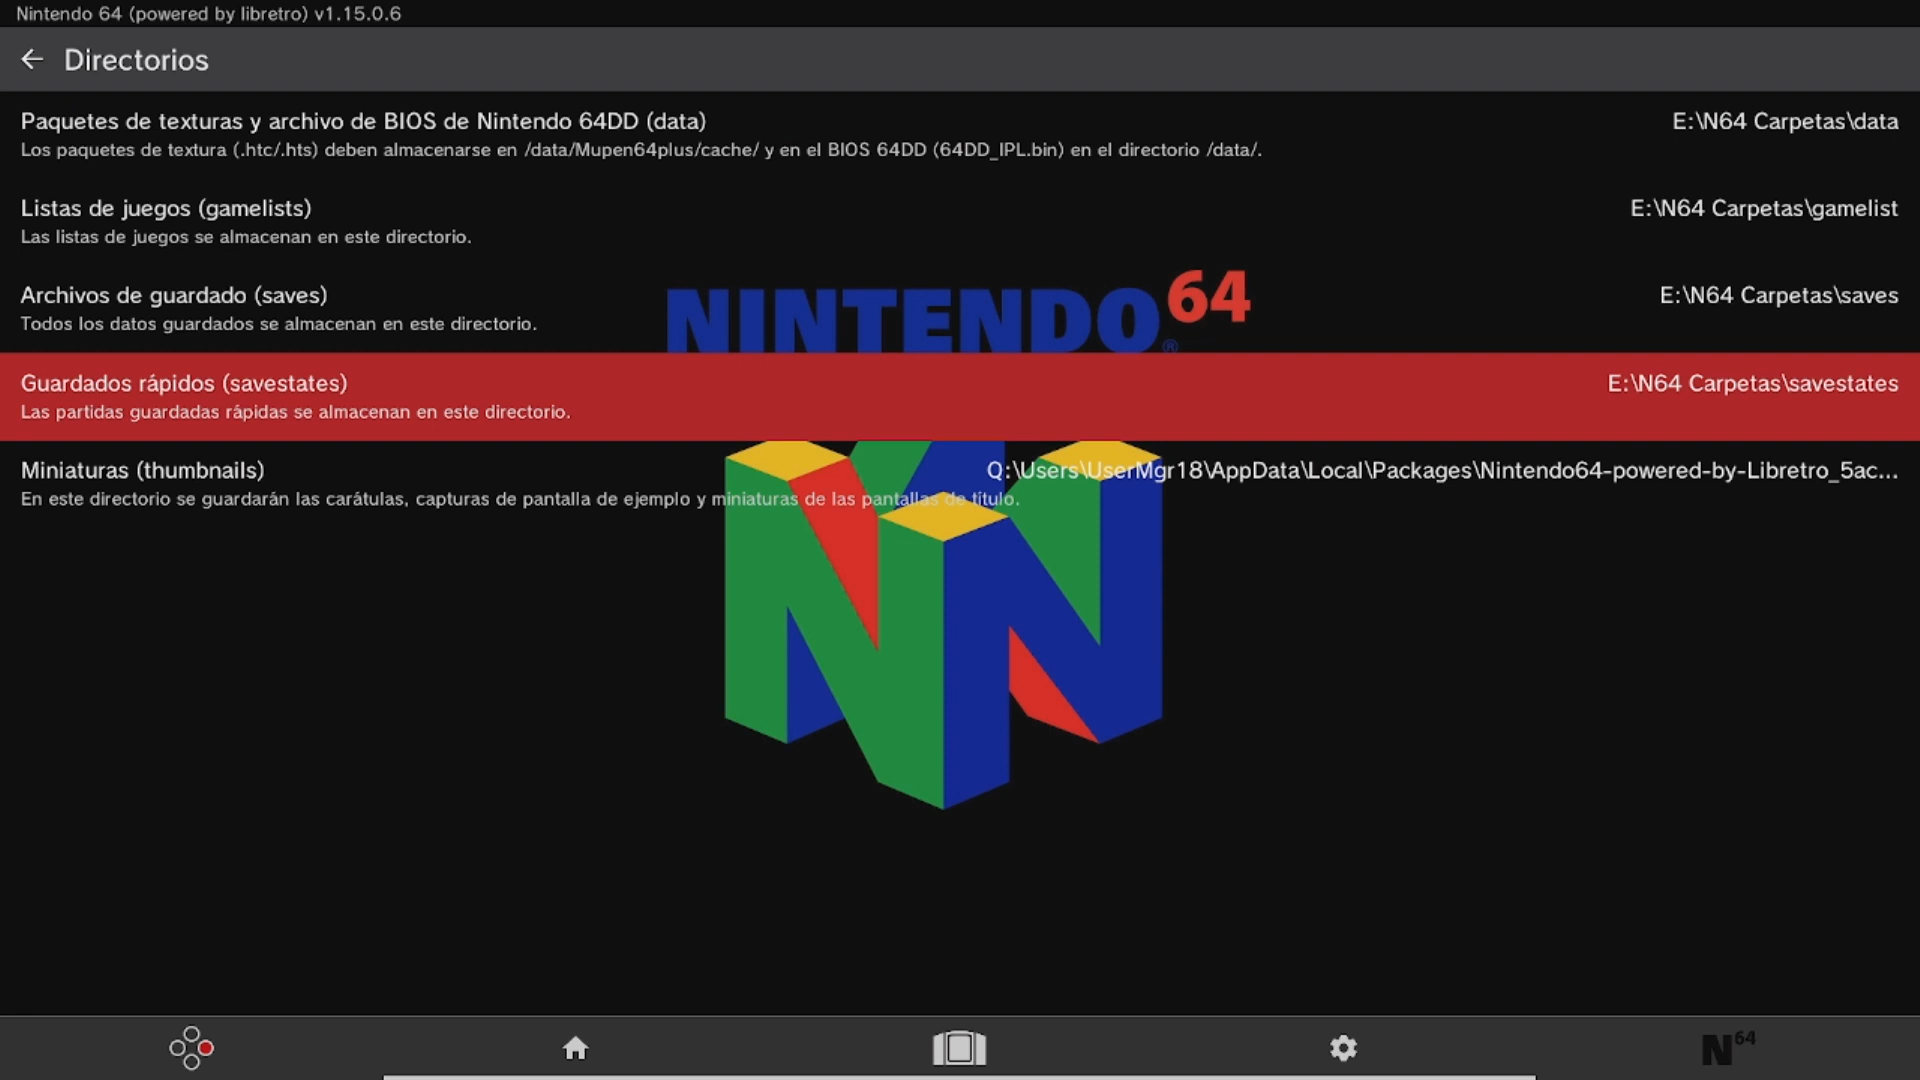 Nintendo 64 (powered by libretro) v1.15.0.6
Directorios
Paquetes de texturas y archivo de BIOS de Nintendo 64DD (data)
E:\N64 Carpetas\data
Los paquetes de textura (.htc/.hts) deben almacenarse en /data/Mupen64plus/cache/ y en el BIOS 64DD (64DD_IPL.bin) en el directorio /data/.
Listas de juegos (gamelists)
E:\N64 Carpetas\gamelist
Las listas de juegos se almacenan en este directorio.
Archivos de guardado (saves)
E:\N64 Carpetas\saves
Todos los datos guardados se almacenan en este directorio.
NINTENDO 64 ®
Guardados rápidos (savestates)
E:\N64 Carpetas\savestates
Las partidas guardadas rápidas se almacenan en este directorio.
Miniaturas (thumbnails)
Q:\Users\UserMgr18\AppData\Local\Packages\Nintendo64-powered-by-Libretro_5ac...
En este directorio se guardarán las carátulas, capturas de pantalla de ejemplo y miniaturas de las pantallas de título.
N64